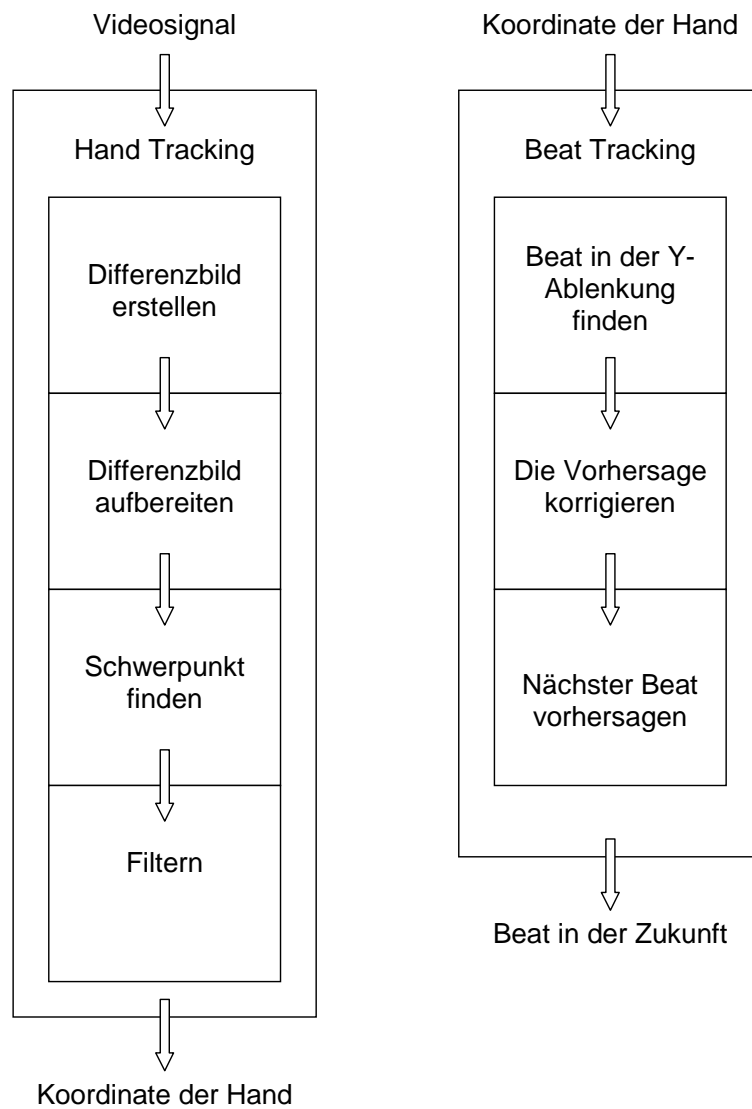 Videosignal
Hand Tracking
Differenzbild
erstellen
Differenzbild
aufbereiten
Schwerpunkt
finden
Filtern
Koordinate der Hand
Koordinate der Hand
Beat Tracking
Beat in der Y-
Ablenkung
finden
Die Vorhersage
korrigieren
Nächster Beat
vorhersagen
Beat in der Zukunft